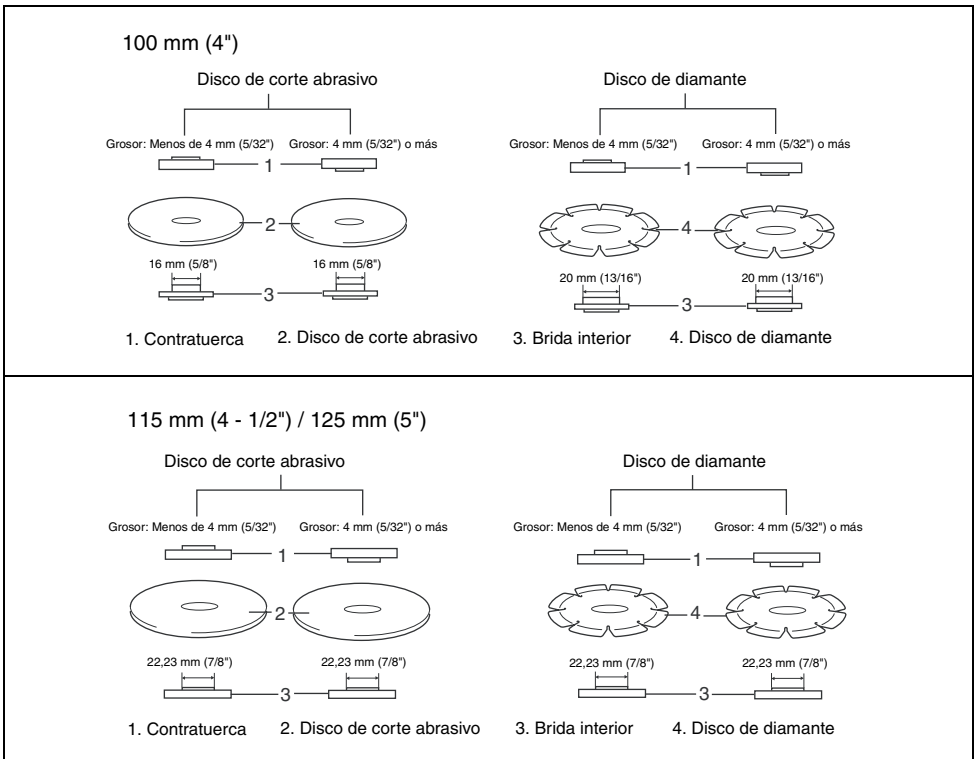 100 mm (4")
Disco de corte abrasivo
Disco de diamante
Grosor: Menos de 4 mm (5/32")
Grosor: 4 mm (5/32") o más
Grosor: Menos de 4 mm (5/32")
Grosor: 4 mm (5/32") o más
1
1
2
4
16 mm (5/8")
16 mm (5/8")
20 mm (13/16")
20 mm (13/16")
3
3
1. Contratuerca
2. Disco de corte abrasivo
3. Brida interior
4. Disco de diamante
115 mm (4 - 1/2") / 125 mm (5")
Disco de corte abrasivo
Disco de diamante
Grosor: Menos de 4 mm (5/32")
Grosor: 4 mm (5/32") o más
Grosor: Menos de 4 mm (5/32")
Grosor: 4 mm (5/32") o más
1
1
2
4
22,23 mm (7/8")
22,23 mm (7/8")
22,23 mm (7/8")
22,23 mm (7/8")
3
3
1. Contratuerca
2. Disco de corte abrasivo
3. Brida interior
4. Disco de diamante